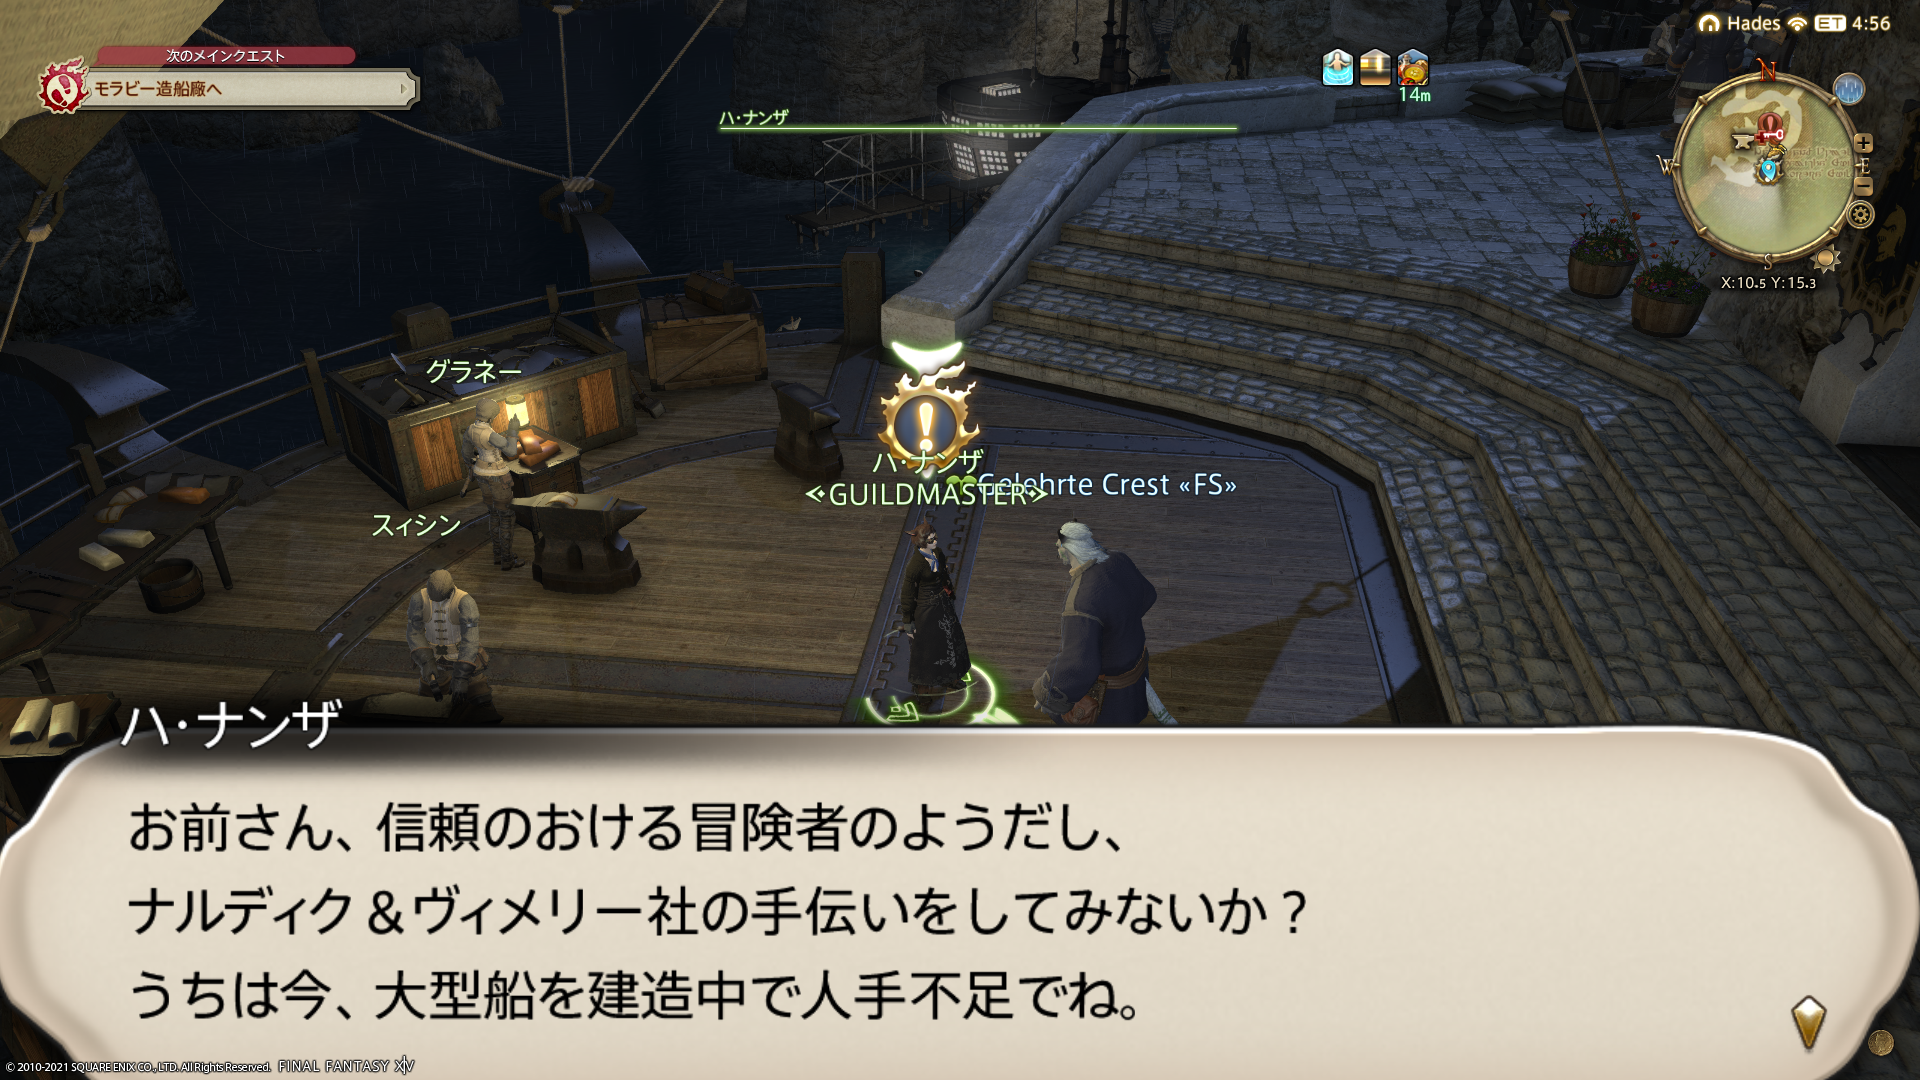 Hades ET 4:56
次のメインクエスト
モラビー造船廠へ
14m
ハ・ナンザ
N
W
E
S
X:10.5 Y:15.3
グラネー
ハ・ナンザ
≪GUILDMASTER≫
Gelehrte Crest «FS»
スィシン
ハ・ナンザ
お前さん、信頼のおける冒険者のようだし、
ナルディク&ヴィメリー社の手伝いをしてみないか?
うちは今、大型船を建造中で人手不足でね。
© 2010-2021 SQUARE ENIX CO., LTD. All Rights Reserved. FINAL FANTASY XIV